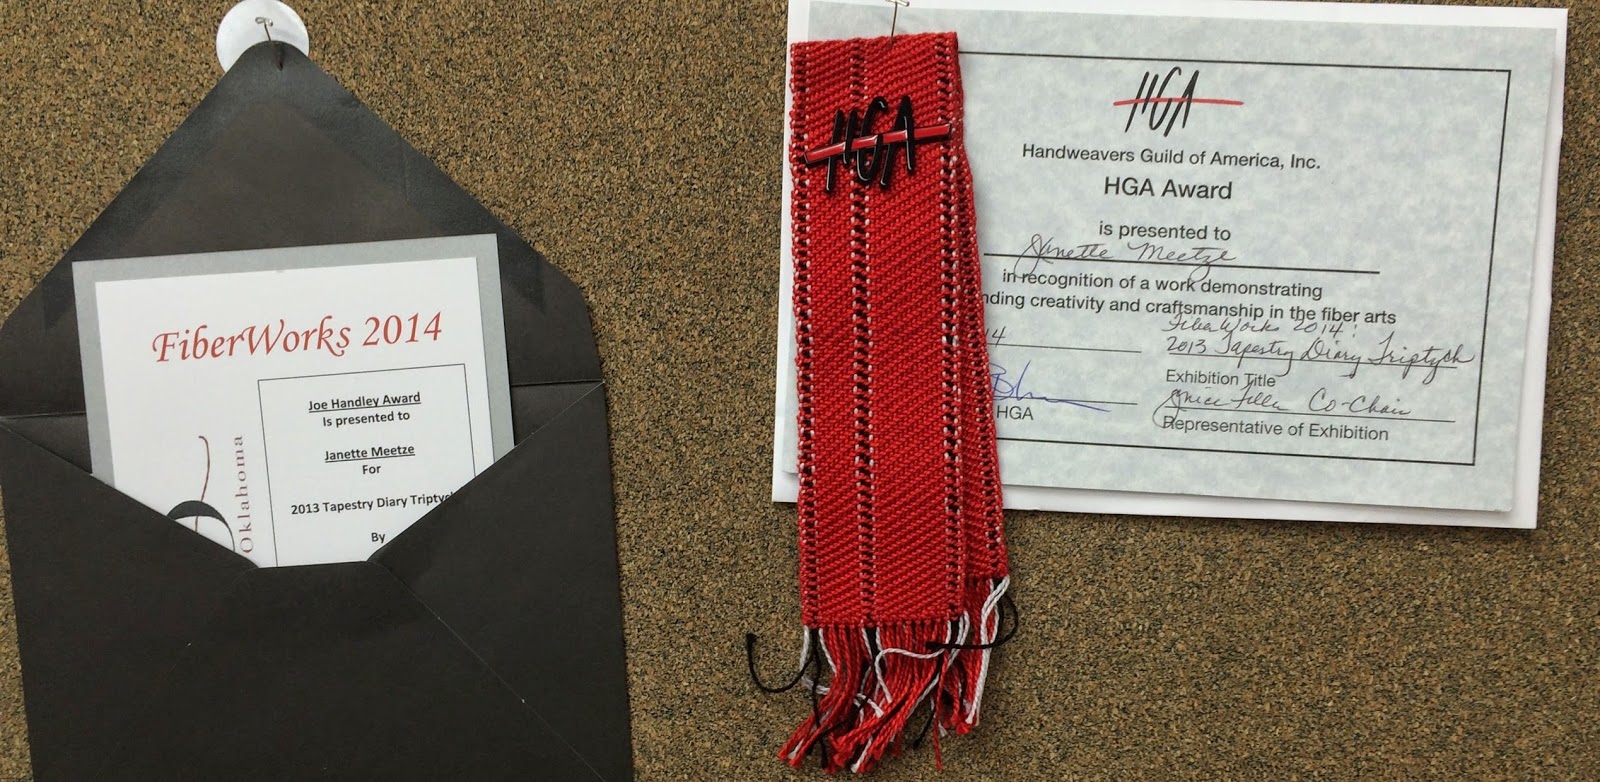 FiberWorks 2014
Joe Handley Award
Is presented to
Janette Meetze
For
2013 Tapestry Diary Triptyc
By
Oklahoma
HGA
HGA
Handweavers Guild of America, Inc.
HGA Award
is presented to
Janette Meetze
in recognition of a work demonstrating
nding creativity and craftsmanship in the fiber arts
4
FiberWorks 2014:
2013 Tapestry Diary Triptych
Exhibition Title
HGA
Co-Chair
Representative of Exhibition